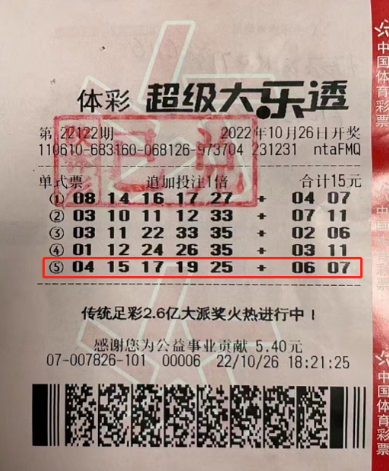 体彩 超级大乐透
第22122期 2022年10月26日开奖
110610-683160-068126-973704 231231 ntaFMQ
已兑
单式票 追加投注1倍 合计15元
① 08 14 16 17 27 + 04 07
② 03 10 11 12 33 + 07 11
③ 03 11 22 33 35 + 02 06
④ 01 12 24 26 35 + 03 11
⑤ 04 15 17 19 25 + 06 07
传统足彩2.6亿大派奖火热进行中！
感谢您为公益事业贡献 5.40元
07-007826-101 00006 22/10/26 18:21:25
中国体育彩票
中国体育彩票